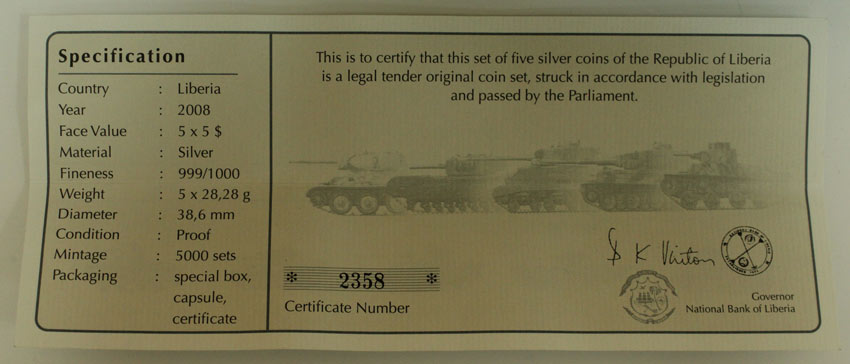 Specification
Country : Liberia
Year : 2008
Face Value : 5 x 5 $
Material : Silver
Fineness : 999/1000
Weight : 5 x 28,28 g
Diameter : 38,6 mm
Condition : Proof
Mintage : 5000 sets
Packaging : special box,
capsule,
certificate
This is to certify that this set of five silver coins of the Republic of Liberia
is a legal tender original coin set, struck in accordance with legislation
and passed by the Parliament.
* 2358 *
Certificate Number
Governor
National Bank of Liberia